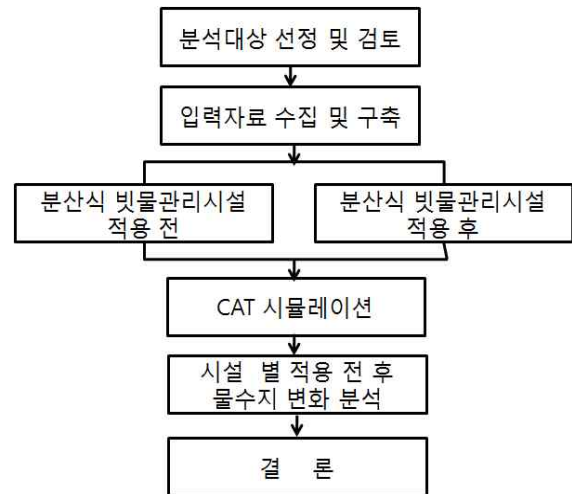 분석대상 선정 및 검토
입력자료 수집 및 구축
분산식 빗물관리시설
적용 전
분산식 빗물관리시설
적용 후
CAT 시뮬레이션
시설 별 적용 전 후
물수지 변화 분석
결 론